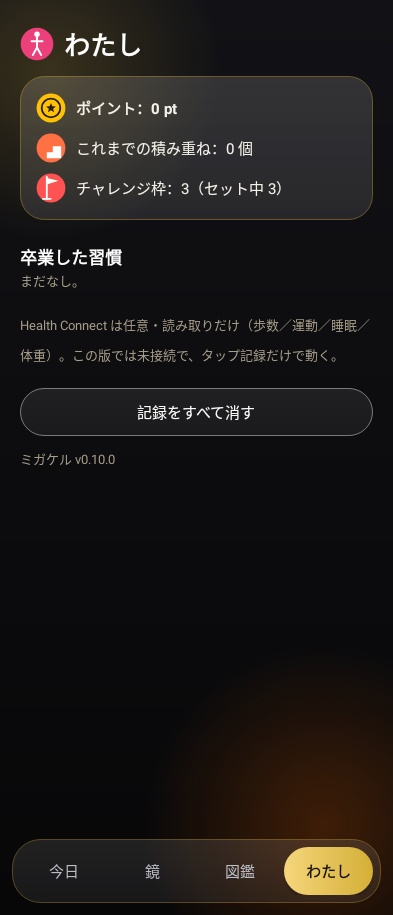 わたし
ポイント: 0 pt
これまでの積み重ね: 0 個
チャレンジ枠: 3（セット中 3）
卒業した習慣
まだなし。
Health Connect は任意・読み取りだけ（歩数／運動／睡眠／
体重）。この版では未接続で、タップ記録だけで動く。
記録をすべて消す
ミガケル v0.10.0
今日 鏡 図鑑 わたし